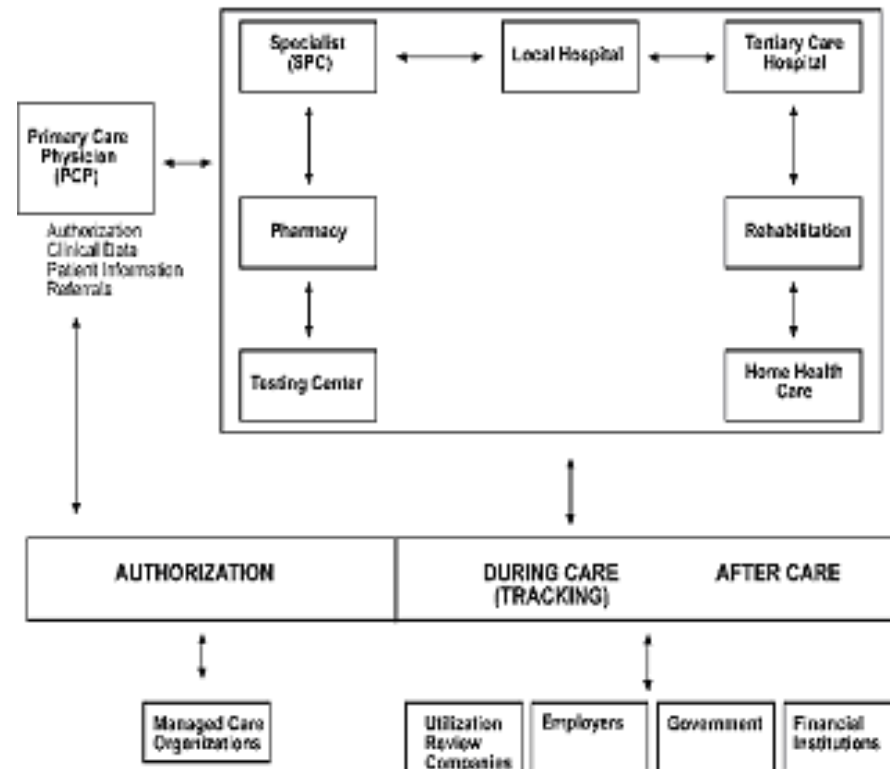 Specialist
(SPC)
Local Hospital
Tertiary Care
Hospital
Primary Care
Physician
(PCP)
Authorization
Clinical Data
Patient Information
Referrals
Pharmacy
Rehabilitation
Testing Center
Home Health
Care
AUTHORIZATION
DURING CARE
(TRACKING)
AFTER CARE
Managed Care
Organizations
Utilization
Review
Companies
Employers
Government
Financial
Institutions